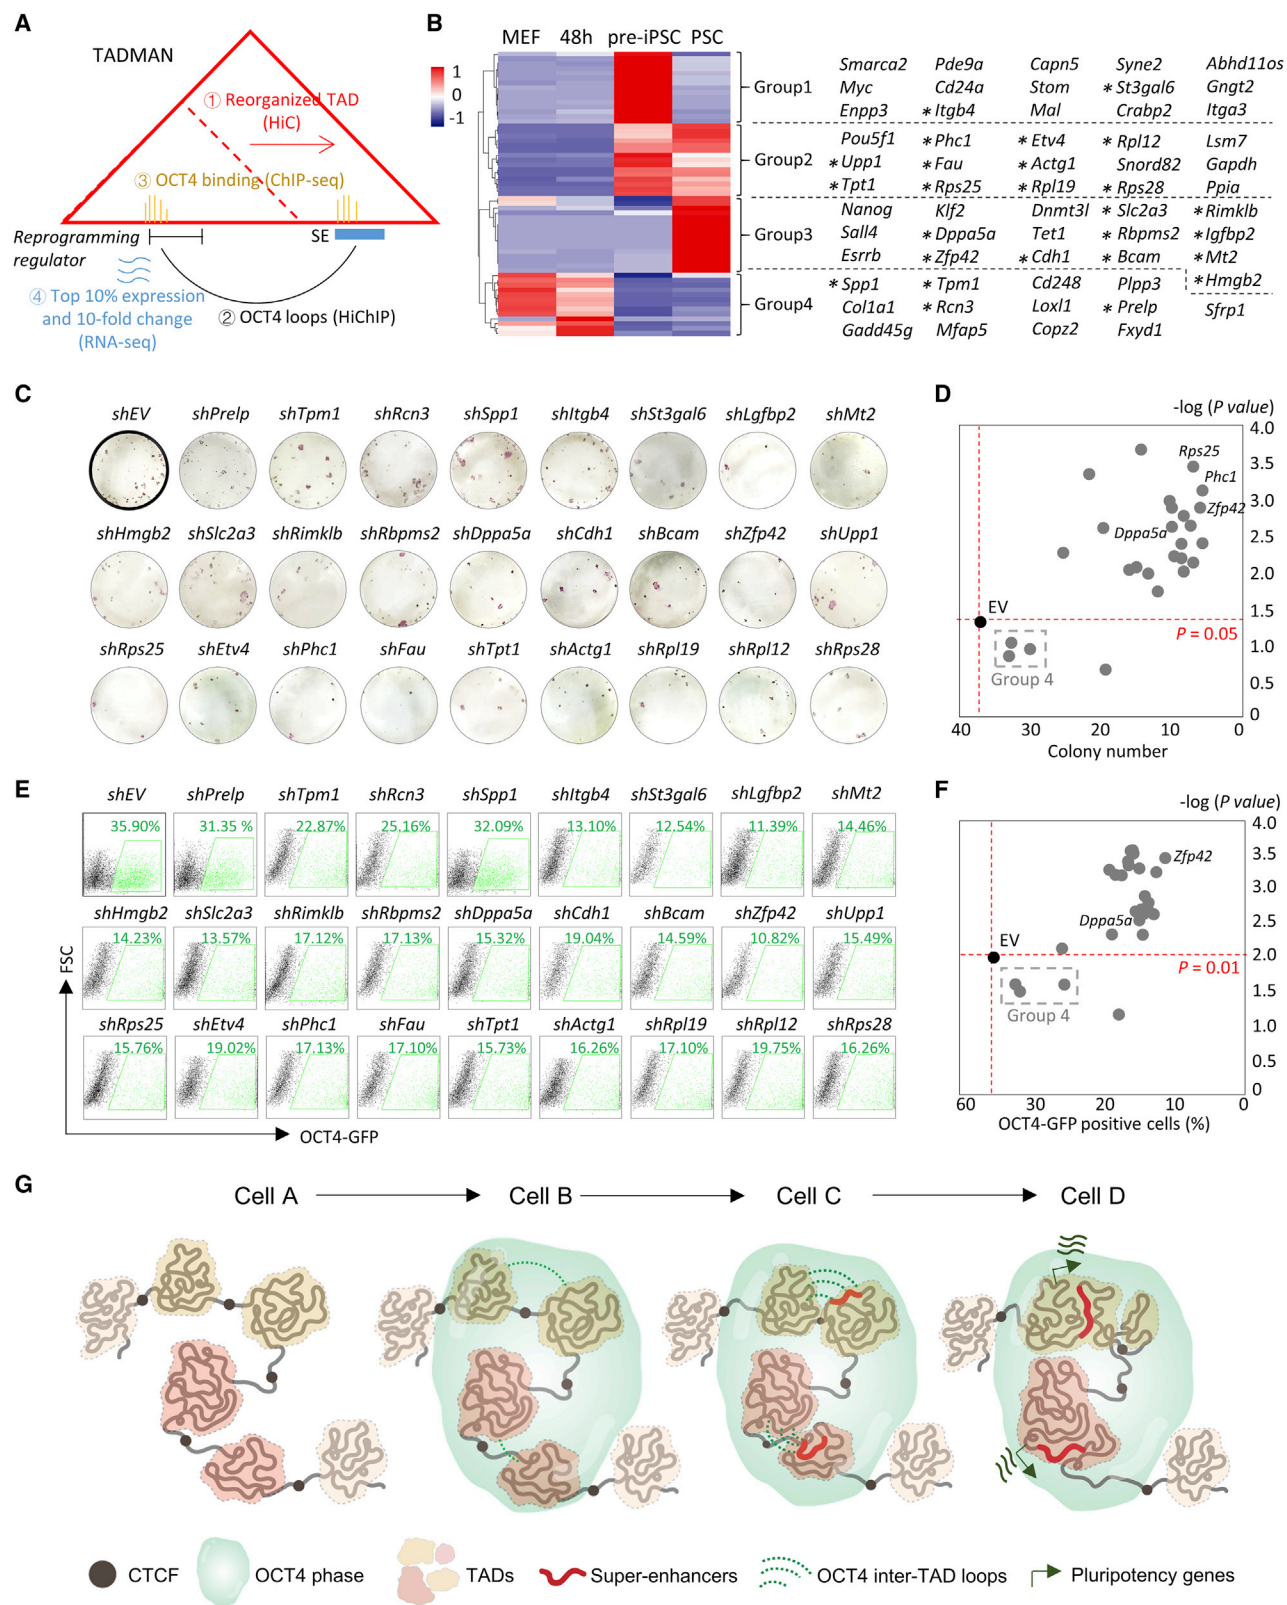 A
TADMAN
① Reorganized TAD
(HiC)
③ OCT4 binding (ChIP-seq)
Reprogramming
regulator
SE
④ Top 10% expression
and 10-fold change
(RNA-seq)
② OCT4 loops (HiChIP)
B
MEF 48h pre-iPSC PSC
1
0
-1
Group1
Group2
Group3
Group4
Smarca2 Pde9a Capn5 Syne2 Abhd11os
Myc Cd24a Stom * St3gal6 Gngt2
Enpp3 * Itgb4 Mal Crabp2 Itga3
Pou5f1 * Phc1 * Etv4 * Rpl12 Lsm7
* Upp1 * Fau * Actg1 Snord82 Gapdh
* Tpt1 * Rps25 * Rpl19 * Rps28 Ppia
Nanog Klf2 Dnmt3l * Slc2a3 * Rimklb
Sall4 * Dppa5a Tet1 * Rbpms2 * Igfbp2
Esrrb * Zfp42 * Cdh1 * Bcam * Mt2
* Spp1 * Tpm1 Cd248 Plpp3 * Hmgb2
Col1a1 * Rcn3 Loxl1 * Prelp Sfrp1
Gadd45g Mfap5 Copz2 Fxyd1
C
shEV shPrelp shTpm1 shRcn3 shSpp1 shItgb4 shSt3gal6 shLgfbp2 shMt2
shHmgb2 shSlc2a3 shRimklb shRbpms2 shDppa5a shCdh1 shBcam shZfp42 shUpp1
shRps25 shEtv4 shPhc1 shFau shTpt1 shActg1 shRpl19 shRpl12 shRps28
D
-log (P value)
4.0
3.5
3.0
2.5
2.0
1.5
1.0
0.5
0
Rps25
Phc1
Zfp42
Dppa5a
EV
P = 0.05
Group 4
40 30 20 10 0
Colony number
E
shEV shPrelp shTpm1 shRcn3 shSpp1 shItgb4 shSt3gal6 shLgfbp2 shMt2
35.90% 31.35 % 22.87% 25.16 % 32.09% 13.10% 12.54% 11.39% 14.46%
shHmgb2 shSlc2a3 shRimklb shRbpms2 shDppa5a shCdh1 shBcam shZfp42 shUpp1
14.23% 13.57% 17.12% 17.13% 15.32% 19.04% 14.59% 10.82% 15.49%
shRps25 shEtv4 shPhc1 shFau shTpt1 shActg1 shRpl19 shRpl12 shRps28
15.76% 19.02% 17.13% 17.10% 15.73% 16.26% 17.10% 19.75% 16.26%
FSC
OCT4-GFP
F
-log (P value)
4.0
3.5
3.0
2.5
2.0
1.5
1.0
0.5
0
Zfp42
Dppa5a
EV
P = 0.01
Group 4
60 30 20 10 0
OCT4-GFP positive cells (%)
G
Cell A Cell B Cell C Cell D
CTCF OCT4 phase TADs Super-enhancers OCT4 inter-TAD loops Pluripotency genes